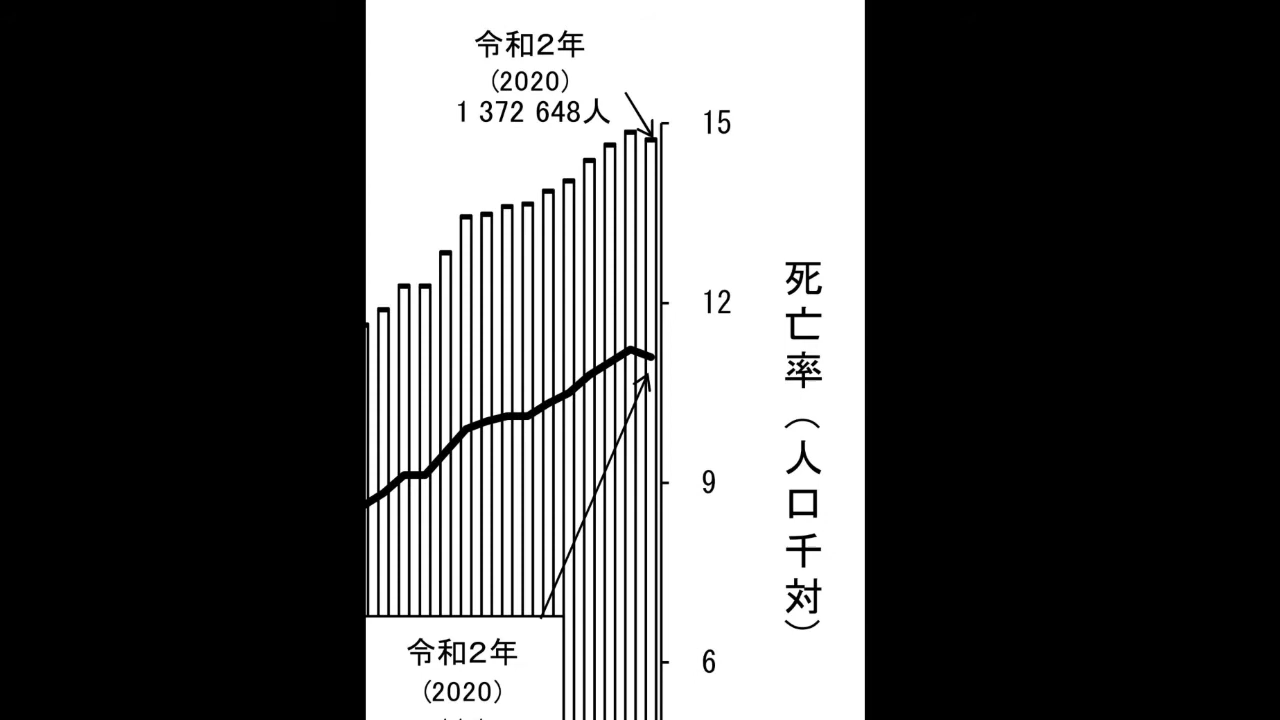 令和2年
(2020)
1 372 648人
15
12
9
6
死亡率(人口千対)
令和2年
(2020)